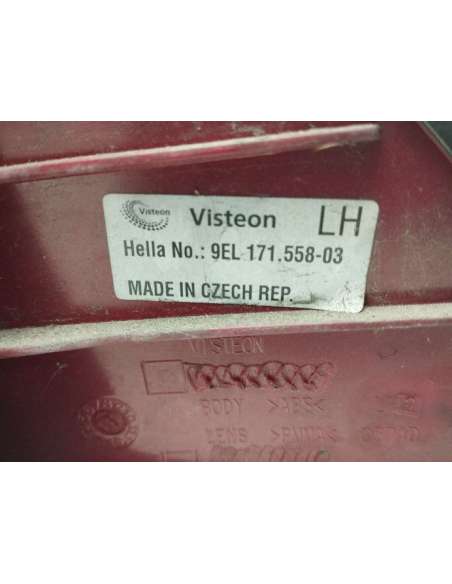 Visteon Visteon LH
Hella No.: 9EL 171.558-03
MADE IN CZECH REP.
VISTEON
BODY >ABS<
LENS >PMMA<